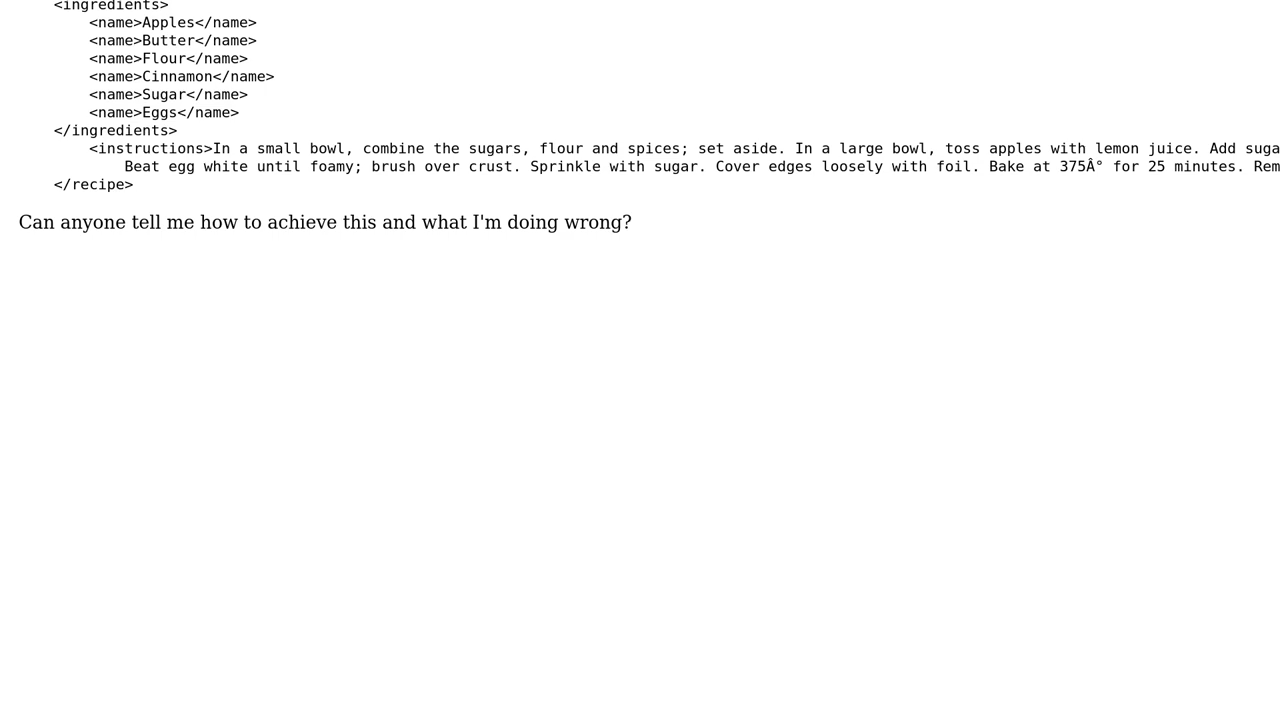 <ingredients>
<name>Apples</name>
<name>Butter</name>
<name>Flour</name>
<name>Cinnamon</name>
<name>Sugar</name>
<name>Eggs</name>
</ingredients>
<instructions>In a small bowl, combine the sugars, flour and spices; set aside. In a large bowl, toss apples with lemon juice. Add suga
Beat egg white until foamy; brush over crust. Sprinkle with sugar. Cover edges loosely with foil. Bake at 375Â° for 25 minutes. Rem
</recipe>
Can anyone tell me how to achieve this and what I'm doing wrong?